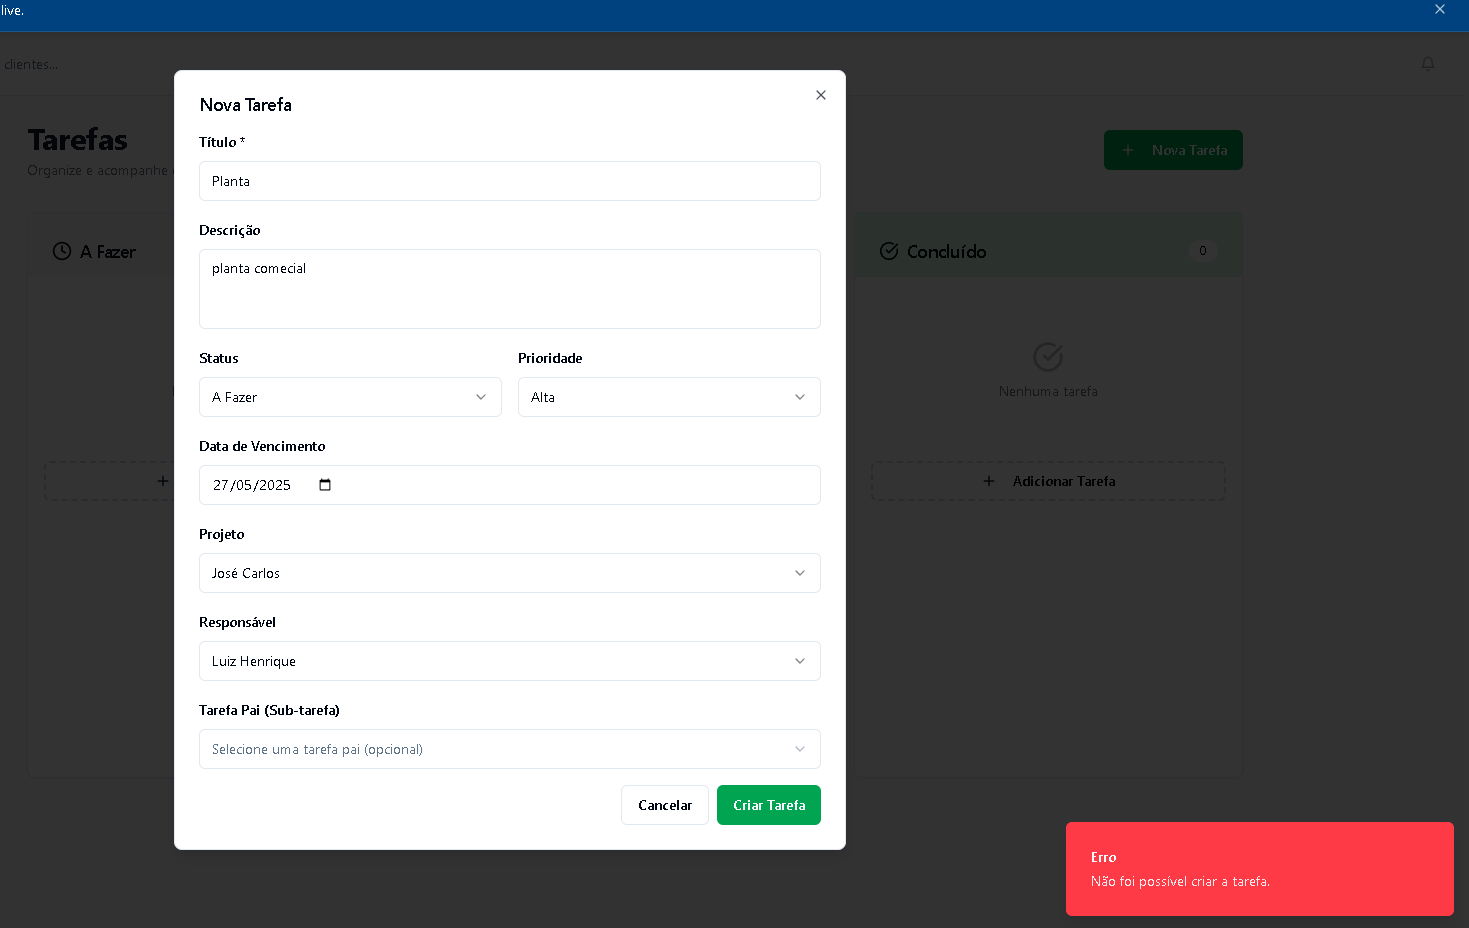 live.
clientes...
Tarefas
Organize e acompanhe
Nova Tarefa
A Fazer
Concluído
0
Nenhuma tarefa
Adicionar Tarefa
Nova Tarefa
Título *
Planta
Descrição
planta comecial
Status
Prioridade
A Fazer
Alta
Data de Vencimento
27/05/2025
Projeto
José Carlos
Responsável
Luiz Henrique
Tarefa Pai (Sub-tarefa)
Selecione uma tarefa pai (opcional)
Cancelar
Criar Tarefa
Erro
Não foi possível criar a tarefa.